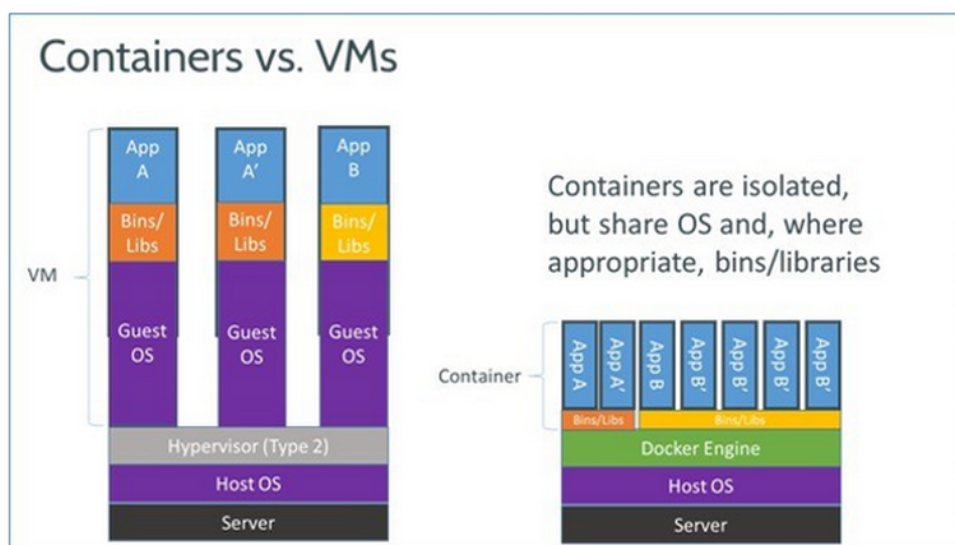 Containers vs. VMs
App
A
App
A'
App
B
Bins/
Libs
Bins/
Libs
Bins/
Libs
VM
Guest
OS
Guest
OS
Guest
OS
Hypervisor (Type 2)
Host OS
Server
Containers are isolated,
but share OS and, where
appropriate, bins/libraries
Container
App A
App A'
App B
App B'
App B'
App B'
App B'
Bins/Libs
Bins/Libs
Docker Engine
Host OS
Server